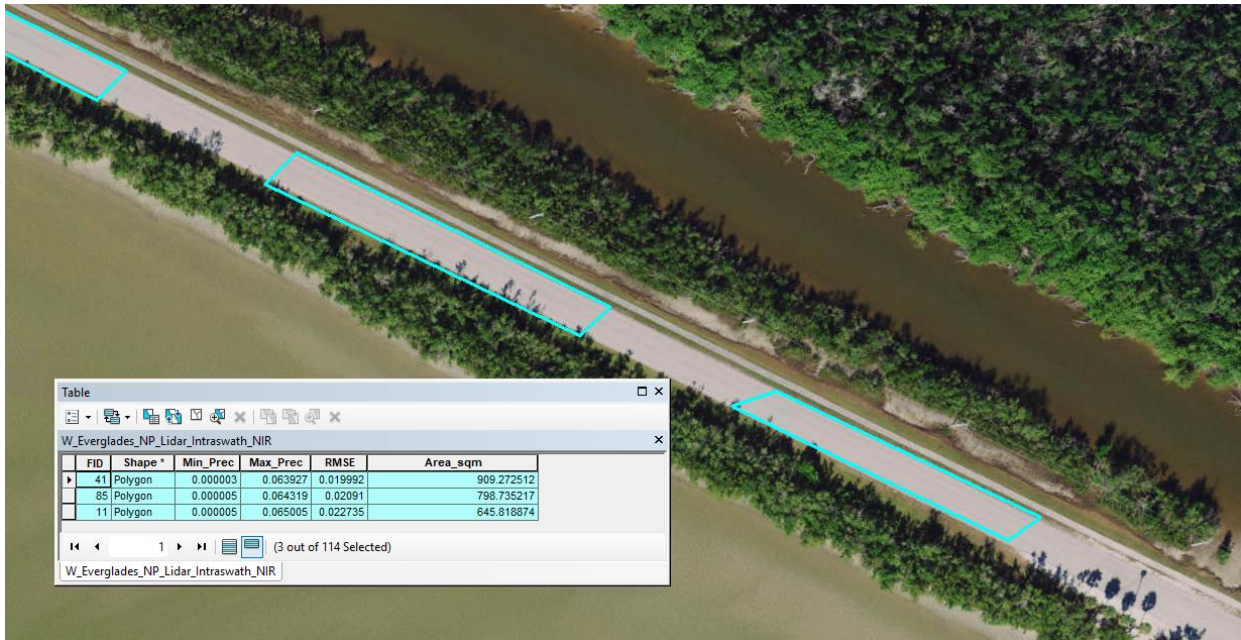 Table
W_Everglades_NP_Lidar_Intraswath_NIR
FID Shape * Min_Prec Max_Prec RMSE Area_sqm
41 Polygon 0.000003 0.063927 0.019992 909.272512
85 Polygon 0.000005 0.064319 0.02091 798.735217
11 Polygon 0.000005 0.065005 0.022735 645.818874
1 (3 out of 114 Selected)
W_Everglades_NP_Lidar_Intraswath_NIR